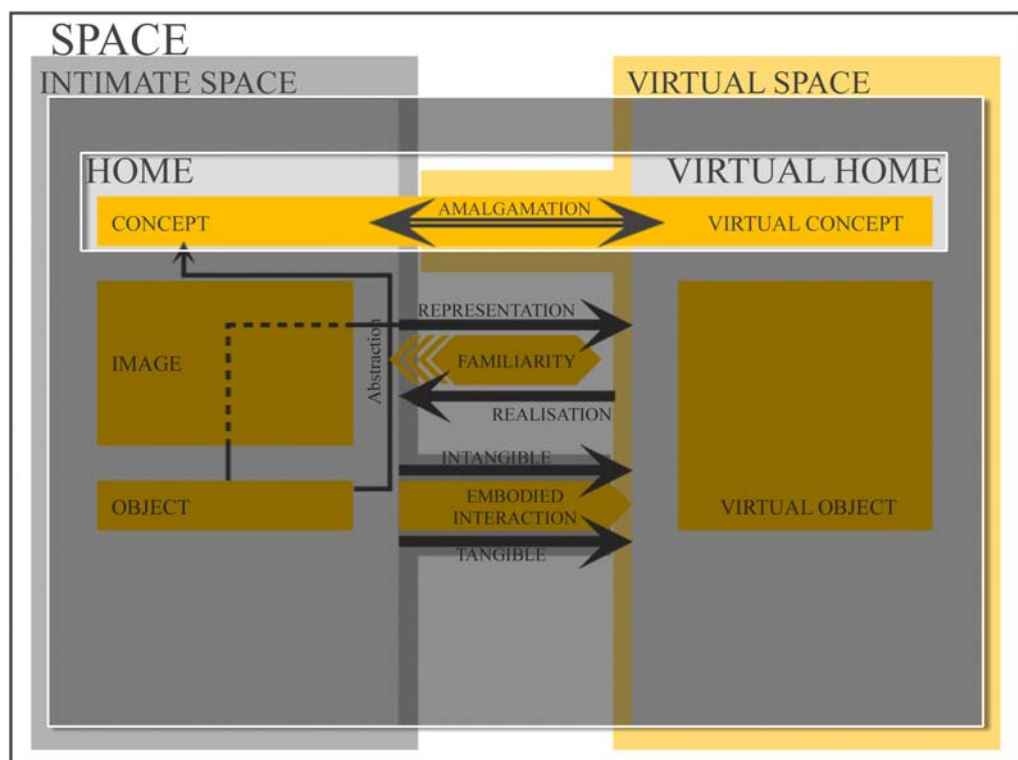 SPACE
INTIMATE SPACE
VIRTUAL SPACE
HOME
VIRTUAL HOME
CONCEPT
AMALGAMATION
VIRTUAL CONCEPT
REPRESENTATION
IMAGE
Abstraction
FAMILIARITY
REALISATION
INTANGIBLE
OBJECT
EMBODIED
INTERACTION
VIRTUAL OBJECT
TANGIBLE